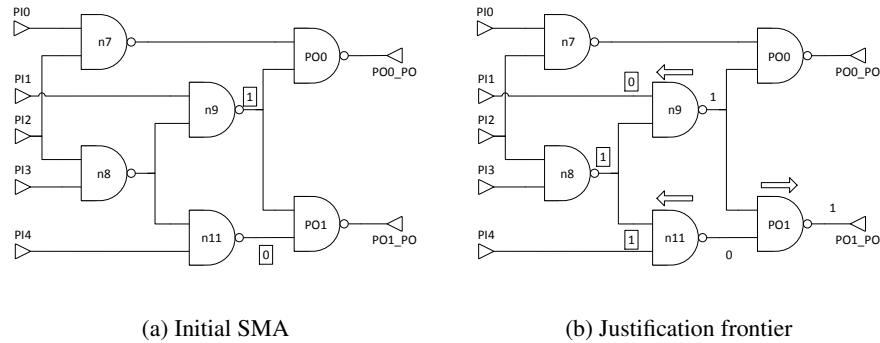 PI0
n7
PO0
PO0_PO
PI1
1
n9
PI2
PI3
n8
PI4
n11
0
PO1
PO1_PO
(a) Initial SMA
PI0
n7
PO0
PO0_PO
PI1
0
n9
1
PI2
1
PI3
n8
PI4
1
n11
0
PO1
1
PO1_PO
(b) Justification frontier